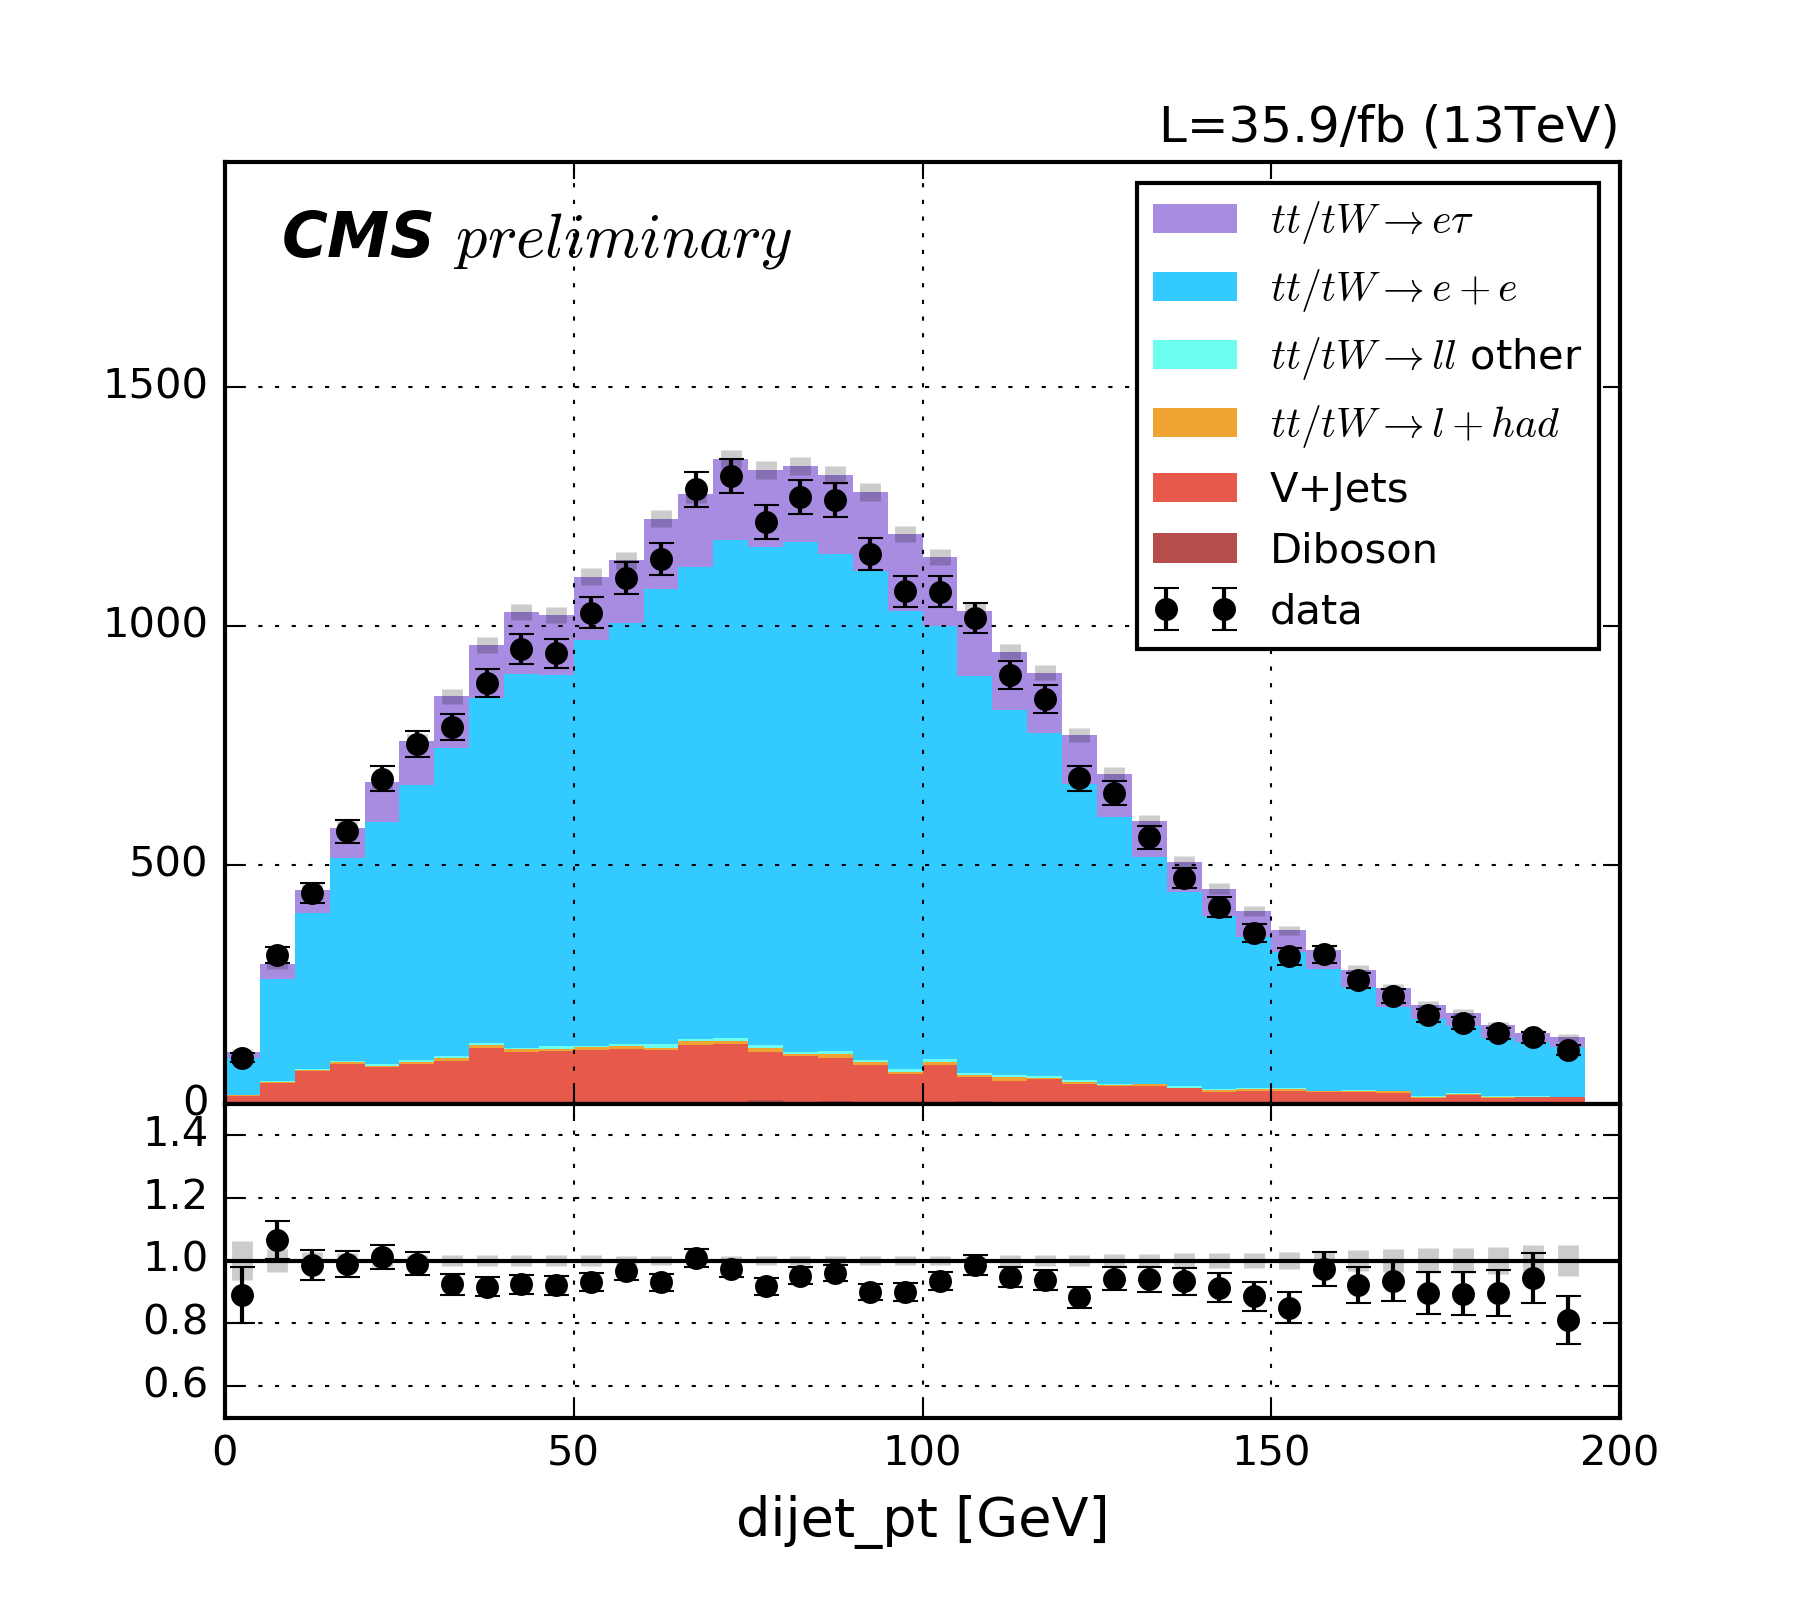 L=35.9/fb (13TeV)
CMS preliminary
tt/tW→eτ
tt/tW→e+e
tt/tW→ll other
tt/tW→l+had
V+Jets
Diboson
data
1500
1000
500
0
1.4
1.2
1.0
0.8
0.6
0 50 100 150 200
dijet_pt [GeV]